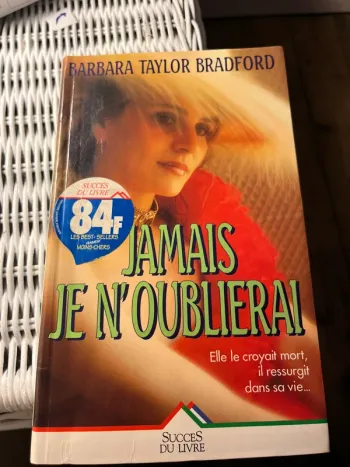 BARBARA TAYLOR BRADFORD
SUCCES
DU LIVRE
84F
LES BEST-SELLERS
MOINS CHERS
JAMAIS
JE N'OUBLIERAI
Elle le croyait mort,
il ressurgit
dans sa vie...
SUCCES
DU LIVRE